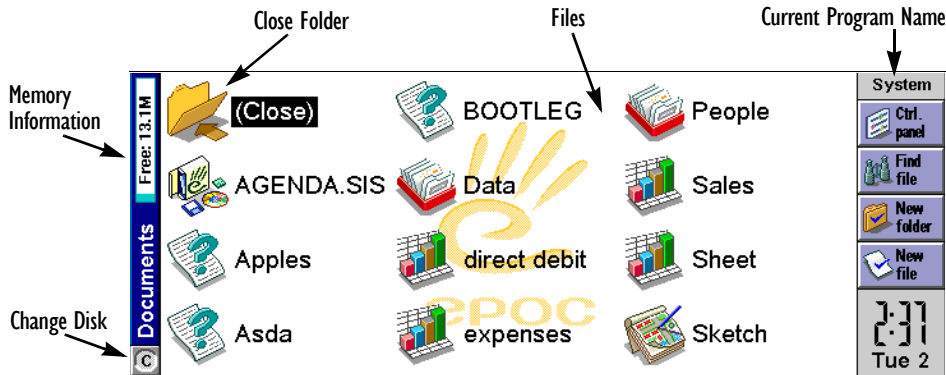 Close Folder
Files
Current Program Name
Memory
Information
Change Disk
Free: 13.1M
Documents
C
(Close)
BOOTLEG
People
AGENDA.SIS
Data
Sales
Apples
direct debit
Sheet
Asda
expenses
Sketch
epoc
System
Ctrl.
panel
Find
file
New
folder
New
file
2:37
Tue 2